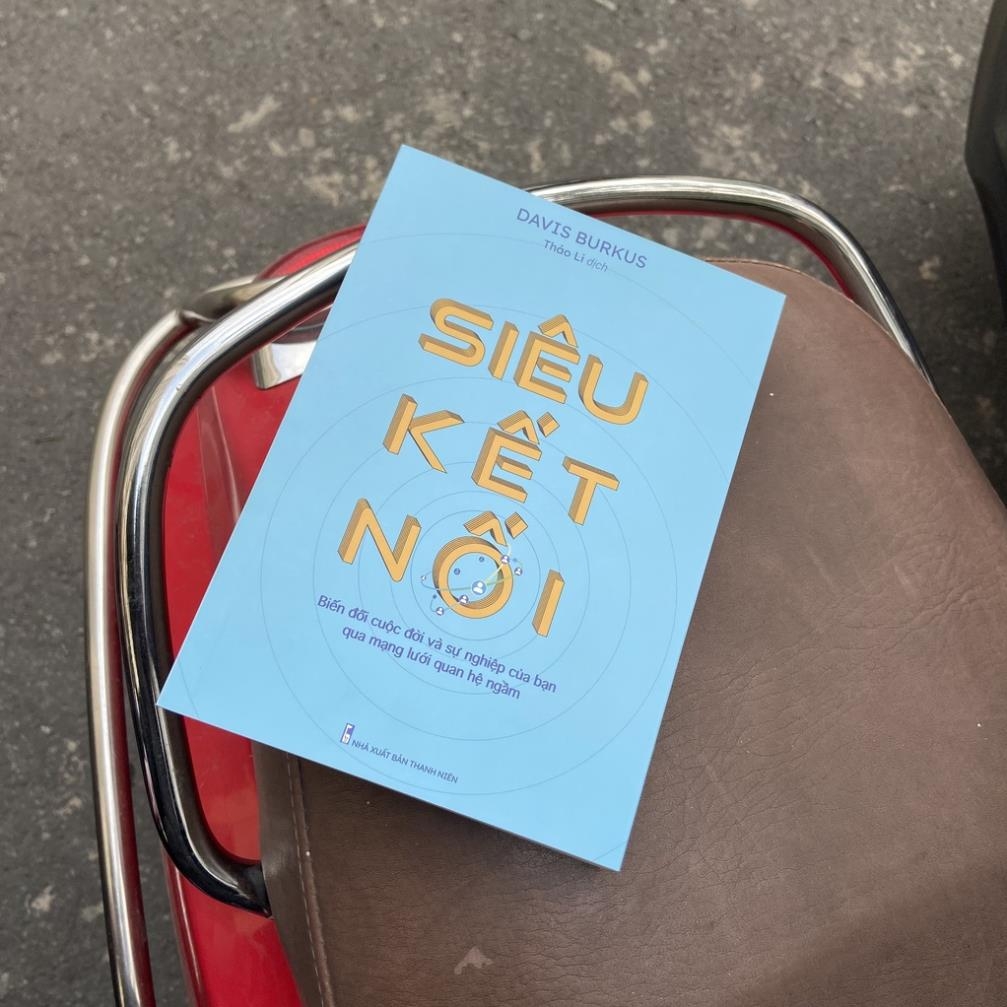 DAVIS BURKUS
Thảo Li dịch
SIÊU
KẾT
NỐI
Biến đổi cuộc đời và sự nghiệp của bạn
qua mạng lưới quan hệ ngầm
NHÀ XUẤT BẢN THANH NIÊN